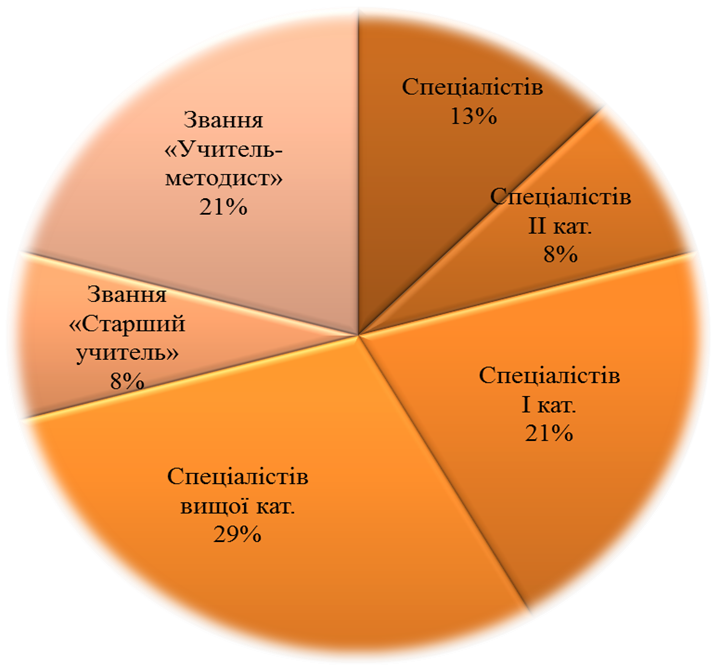 Спеціалістів
13%
Спеціалістів
ІІ кат.
8%
Спеціалістів
І кат.
21%
Спеціалістів
вищої кат.
29%
Звання
«Старший
учитель»
8%
Звання
«Учитель-
методист»
21%